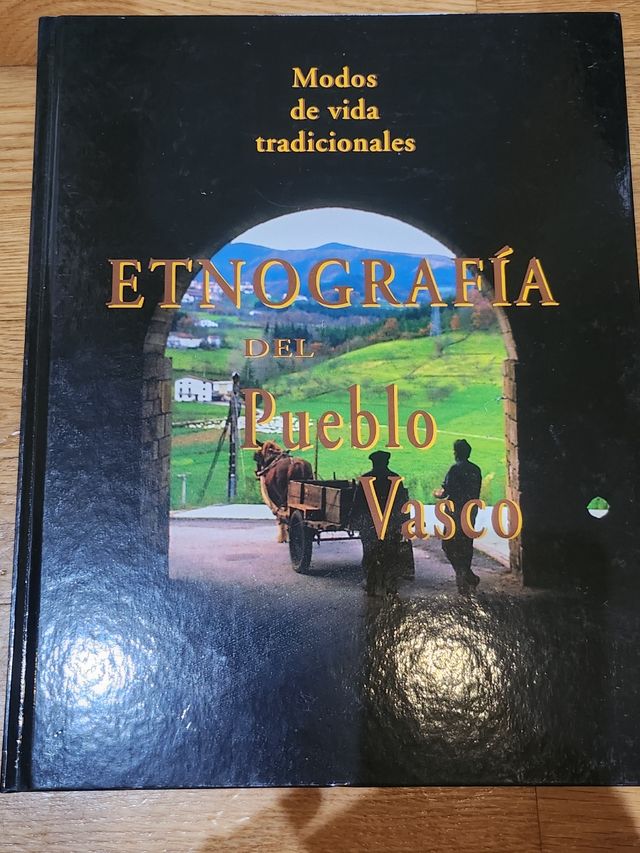 Modos
de vida
tradicionales
ETNOGRAFÍA
DEL
Pueblo
Vasco